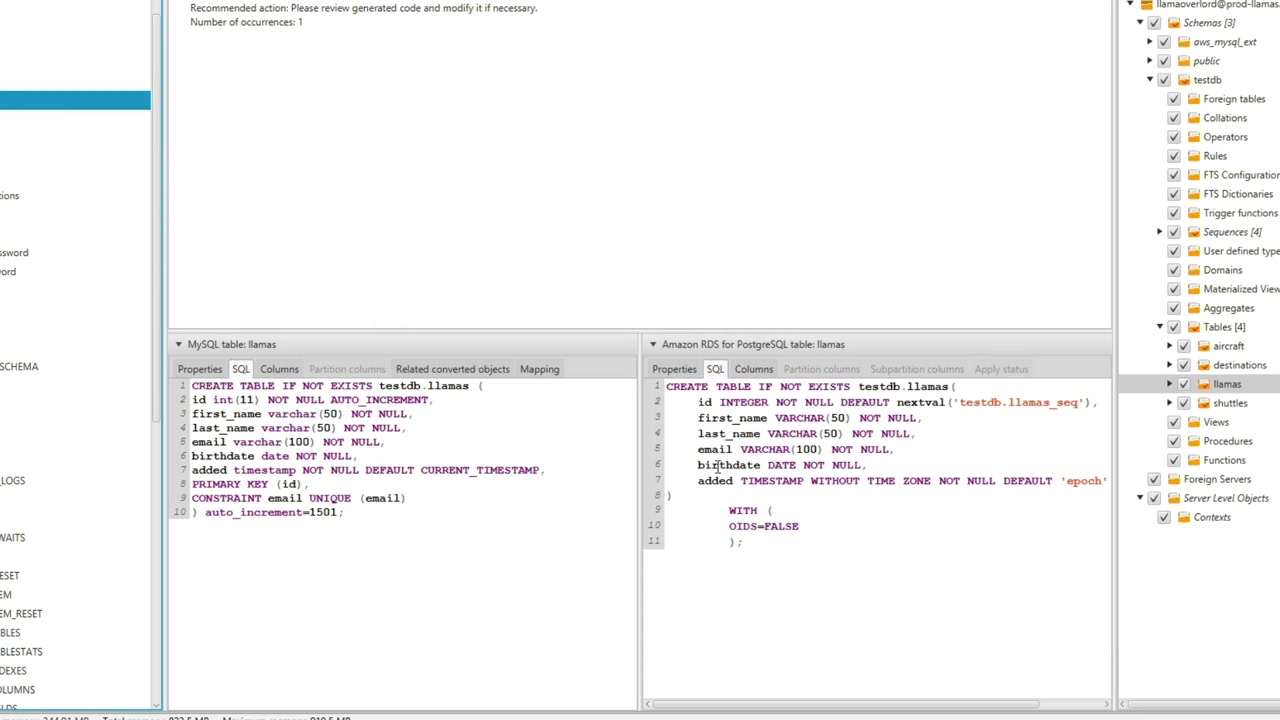 Recommended action: Please review generated code and modify it if necessary.
Number of occurrences: 1
tions
ssword
ord
SCHEMA
_LOGS
WAITS
ESET
EM
EM_RESET
BLES
BLESTATS
DEXES
OLUMNS
MySQL table: llamas
Properties SQL Columns Partition columns Related converted objects Mapping
1 CREATE TABLE IF NOT EXISTS testdb.llamas (
2 id int(11) NOT NULL AUTO_INCREMENT,
3 first_name varchar(50) NOT NULL,
4 last_name varchar(50) NOT NULL,
5 email varchar(100) NOT NULL,
6 birthdate date NOT NULL,
7 added timestamp NOT NULL DEFAULT CURRENT_TIMESTAMP,
8 PRIMARY KEY (id),
9 CONSTRAINT email UNIQUE (email)
10 ) auto_increment=1501;
Amazon RDS for PostgreSQL table: llamas
Properties SQL Columns Partition columns Subpartition columns Apply status
1 CREATE TABLE IF NOT EXISTS testdb.llamas(
2 id INTEGER NOT NULL DEFAULT nextval('testdb.llamas_seq'),
3 first_name VARCHAR(50) NOT NULL,
4 last_name VARCHAR(50) NOT NULL,
5 email VARCHAR(100) NOT NULL,
6 birthdate DATE NOT NULL,
7 added TIMESTAMP WITHOUT TIME ZONE NOT NULL DEFAULT 'epoch'
8 )
9 WITH (
10 OIDS=FALSE
11 );
llamaoverlord@prod-llamas.
Schemas [3]
aws_mysql_ext
public
testdb
Foreign tables
Collations
Operators
Rules
FTS Configuration
FTS Dictionaries
Trigger functions
Sequences [4]
User defined type
Domains
Materialized View
Aggregates
Tables [4]
aircraft
destinations
llamas
shuttles
Views
Procedures
Functions
Foreign Servers
Server Level Objects
Contexts